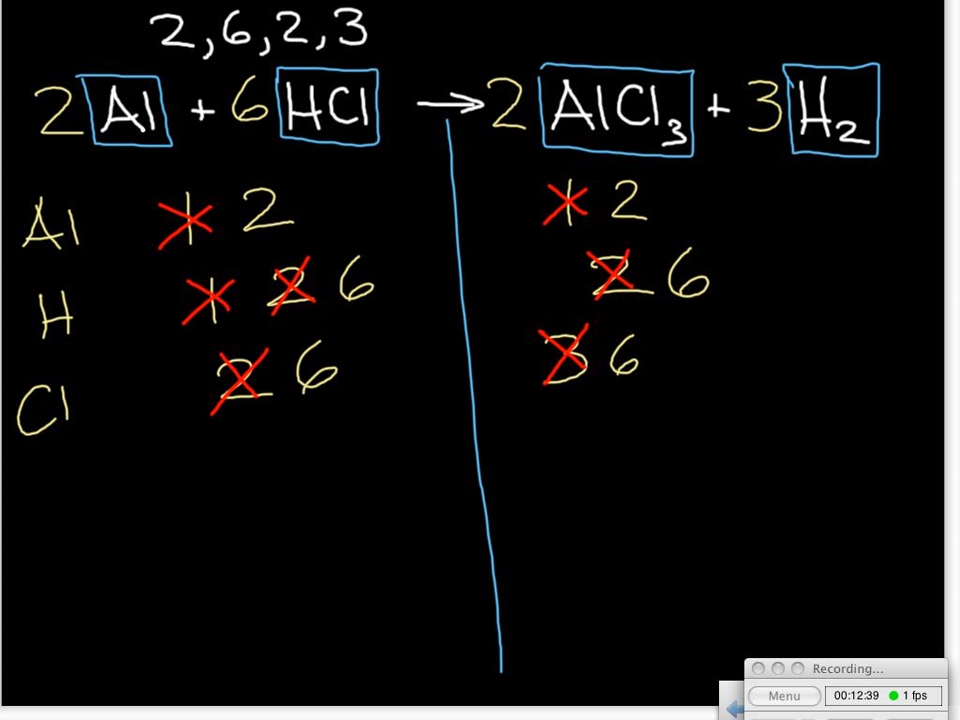 2, 6, 2, 3
2 Al + 6 HCl → 2 AlCl₃ + 3 H₂
Al 1 2 1 2
H 1 2 6 2 6
Cl 2 6 3 6
Recording...
Menu 00:12:39 1 fps